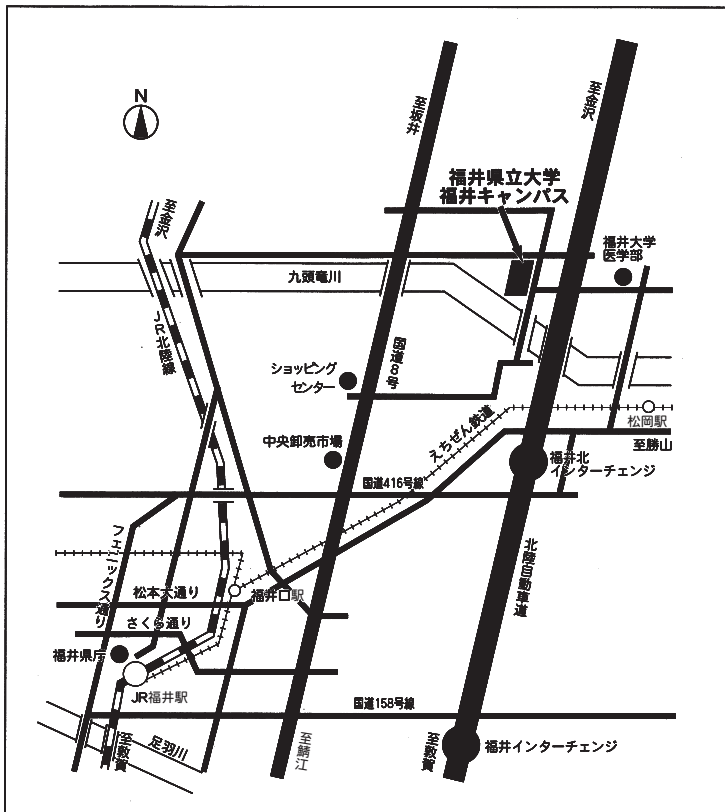 N
至坂井
至金沢
福井県立大学
福井キャンパス
至金沢
福井大学
医学部
九頭竜川
JR北陸線
国道8号
ショッピング
センター
えちぜん鉄道
松岡駅
中央卸売市場
至勝山
福井北
インターチェンジ
国道416号線
フェニックス通り
北陸自動車道
松本大通り
福井口駅
さくら通り
福井県庁
JR福井駅
国道158号線
至敦賀
足羽川
至鯖江
至敦賀
福井インターチェンジ